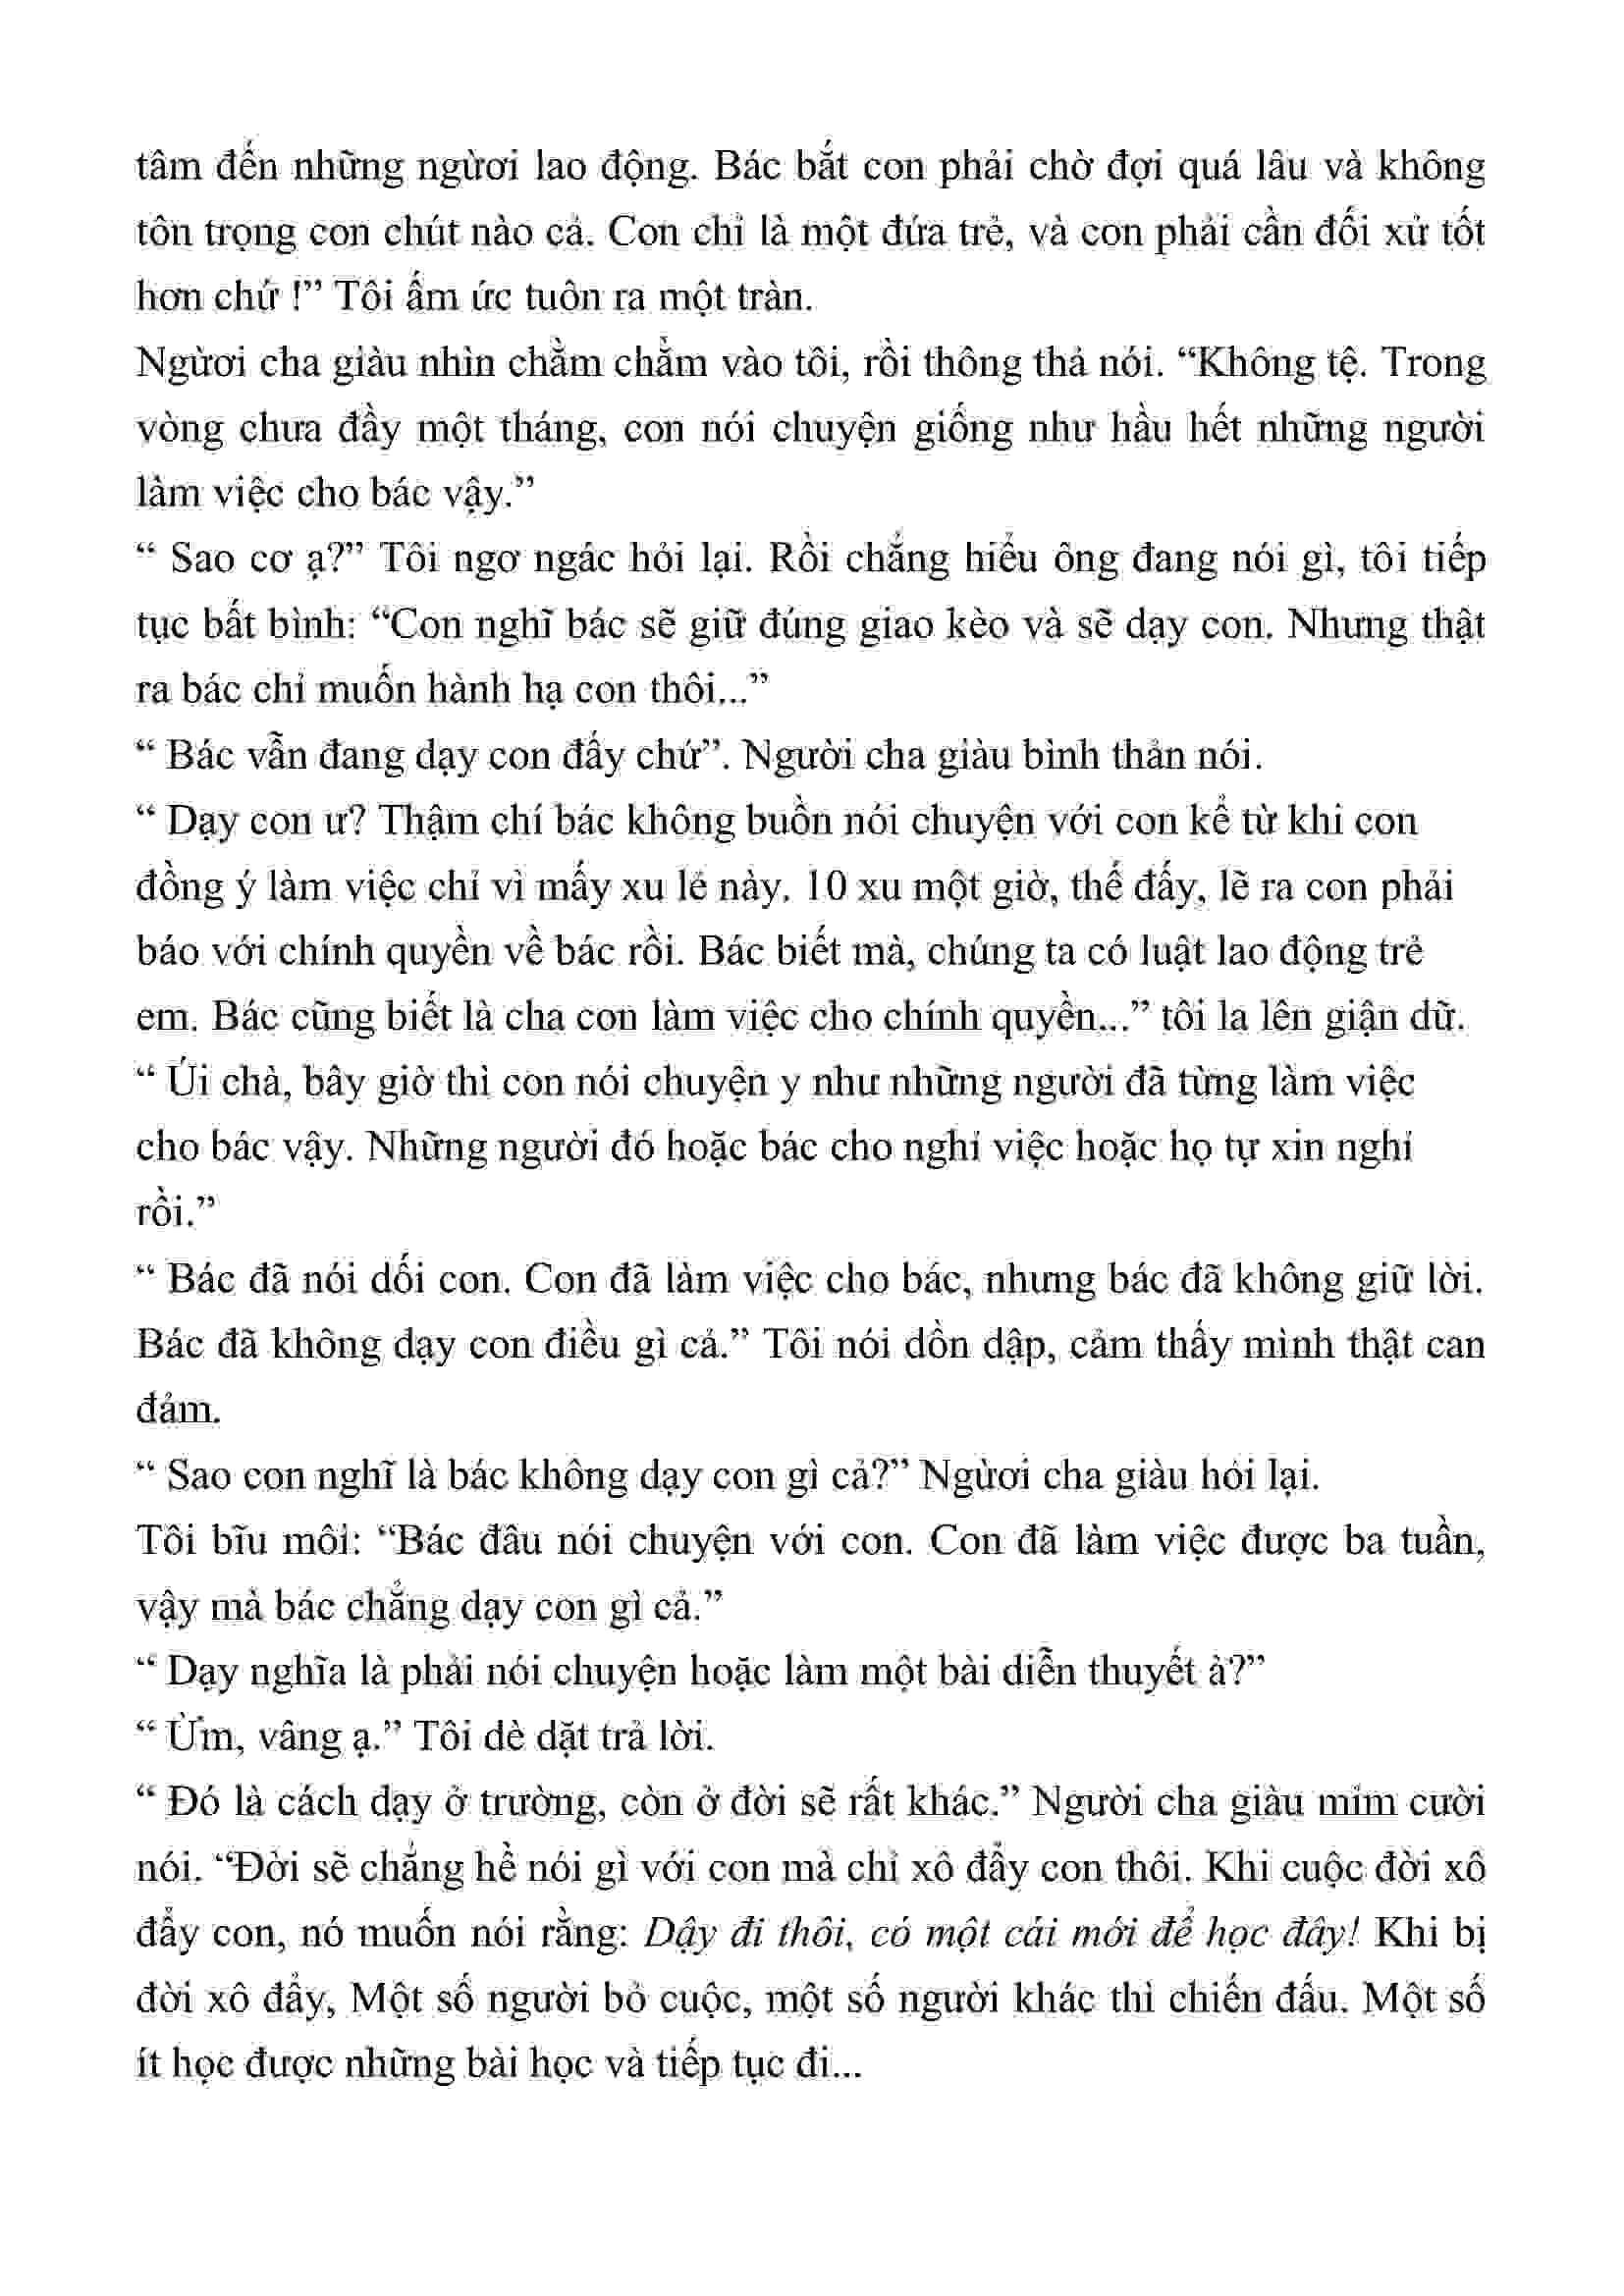 tâm đến những ngừơi lao động. Bác bắt con phải chờ đợi quá lâu và không
tôn trọng con chút nào cả. Con chỉ là một đứa trẻ, và con phải cần đối xử tốt
hơn chứ !” Tôi ấm ức tuôn ra một tràn.
Ngừơi cha giàu nhìn chằm chằm vào tôi, rồi thông thả nói. “Không tệ. Trong
vòng chưa đầy một tháng, con nói chuyện giống như hầu hết những người
làm việc cho bác vậy.”
“ Sao cơ ạ?” Tôi ngơ ngác hỏi lại. Rồi chẳng hiểu ông đang nói gì, tôi tiếp
tục bất bình: “Con nghĩ bác sẽ giữ đúng giao kèo và sẽ dạy con. Nhưng thật
ra bác chỉ muốn hành hạ con thôi...”
“ Bác vẫn đang dạy con đấy chứ”. Người cha giàu bình thản nói.
“ Dạy con ư? Thậm chí bác không buồn nói chuyện với con kể từ khi con
đồng ý làm việc chỉ vì mấy xu lẻ này. 10 xu một giờ, thế đấy, lẽ ra con phải
báo với chính quyền về bác rồi. Bác biết mà, chúng ta có luật lao động trẻ
em. Bác cũng biết là cha con làm việc cho chính quyền...” tôi la lên giận dữ.
“ Úi chà, bây giờ thì con nói chuyện y như những người đã từng làm việc
cho bác vậy. Những người đó hoặc bác cho nghỉ việc hoặc họ tự xin nghỉ
rồi.”
“ Bác đã nói dối con. Con đã làm việc cho bác, nhưng bác đã không giữ lời.
Bác đã không dạy con điều gì cả.” Tôi nói dồn dập, cảm thấy mình thật can
đảm.
“ Sao con nghĩ là bác không dạy con gì cả?” Ngừơi cha giàu hỏi lại.
Tôi bĩu môi: “Bác đâu nói chuyện với con. Con đã làm việc được ba tuần,
vậy mà bác chẳng dạy con gì cả.”
“ Dạy nghĩa là phải nói chuyện hoặc làm một bài diễn thuyết à?”
“ Ừm, vâng ạ.” Tôi dè dặt trả lời.
“ Đó là cách dạy ở trường, còn ở đời sẽ rất khác.” Người cha giàu mỉm cười
nói. “Đời sẽ chẳng hề nói gì với con mà chỉ xô đẩy con thôi. Khi cuộc đời xô
đẩy con, nó muốn nói rằng: Dậy đi thôi, có một cái mới để học đây! Khi bị
đời xô đẩy, Một số người bỏ cuộc, một số người khác thì chiến đấu. Một số
ít học được những bài học và tiếp tục đi...